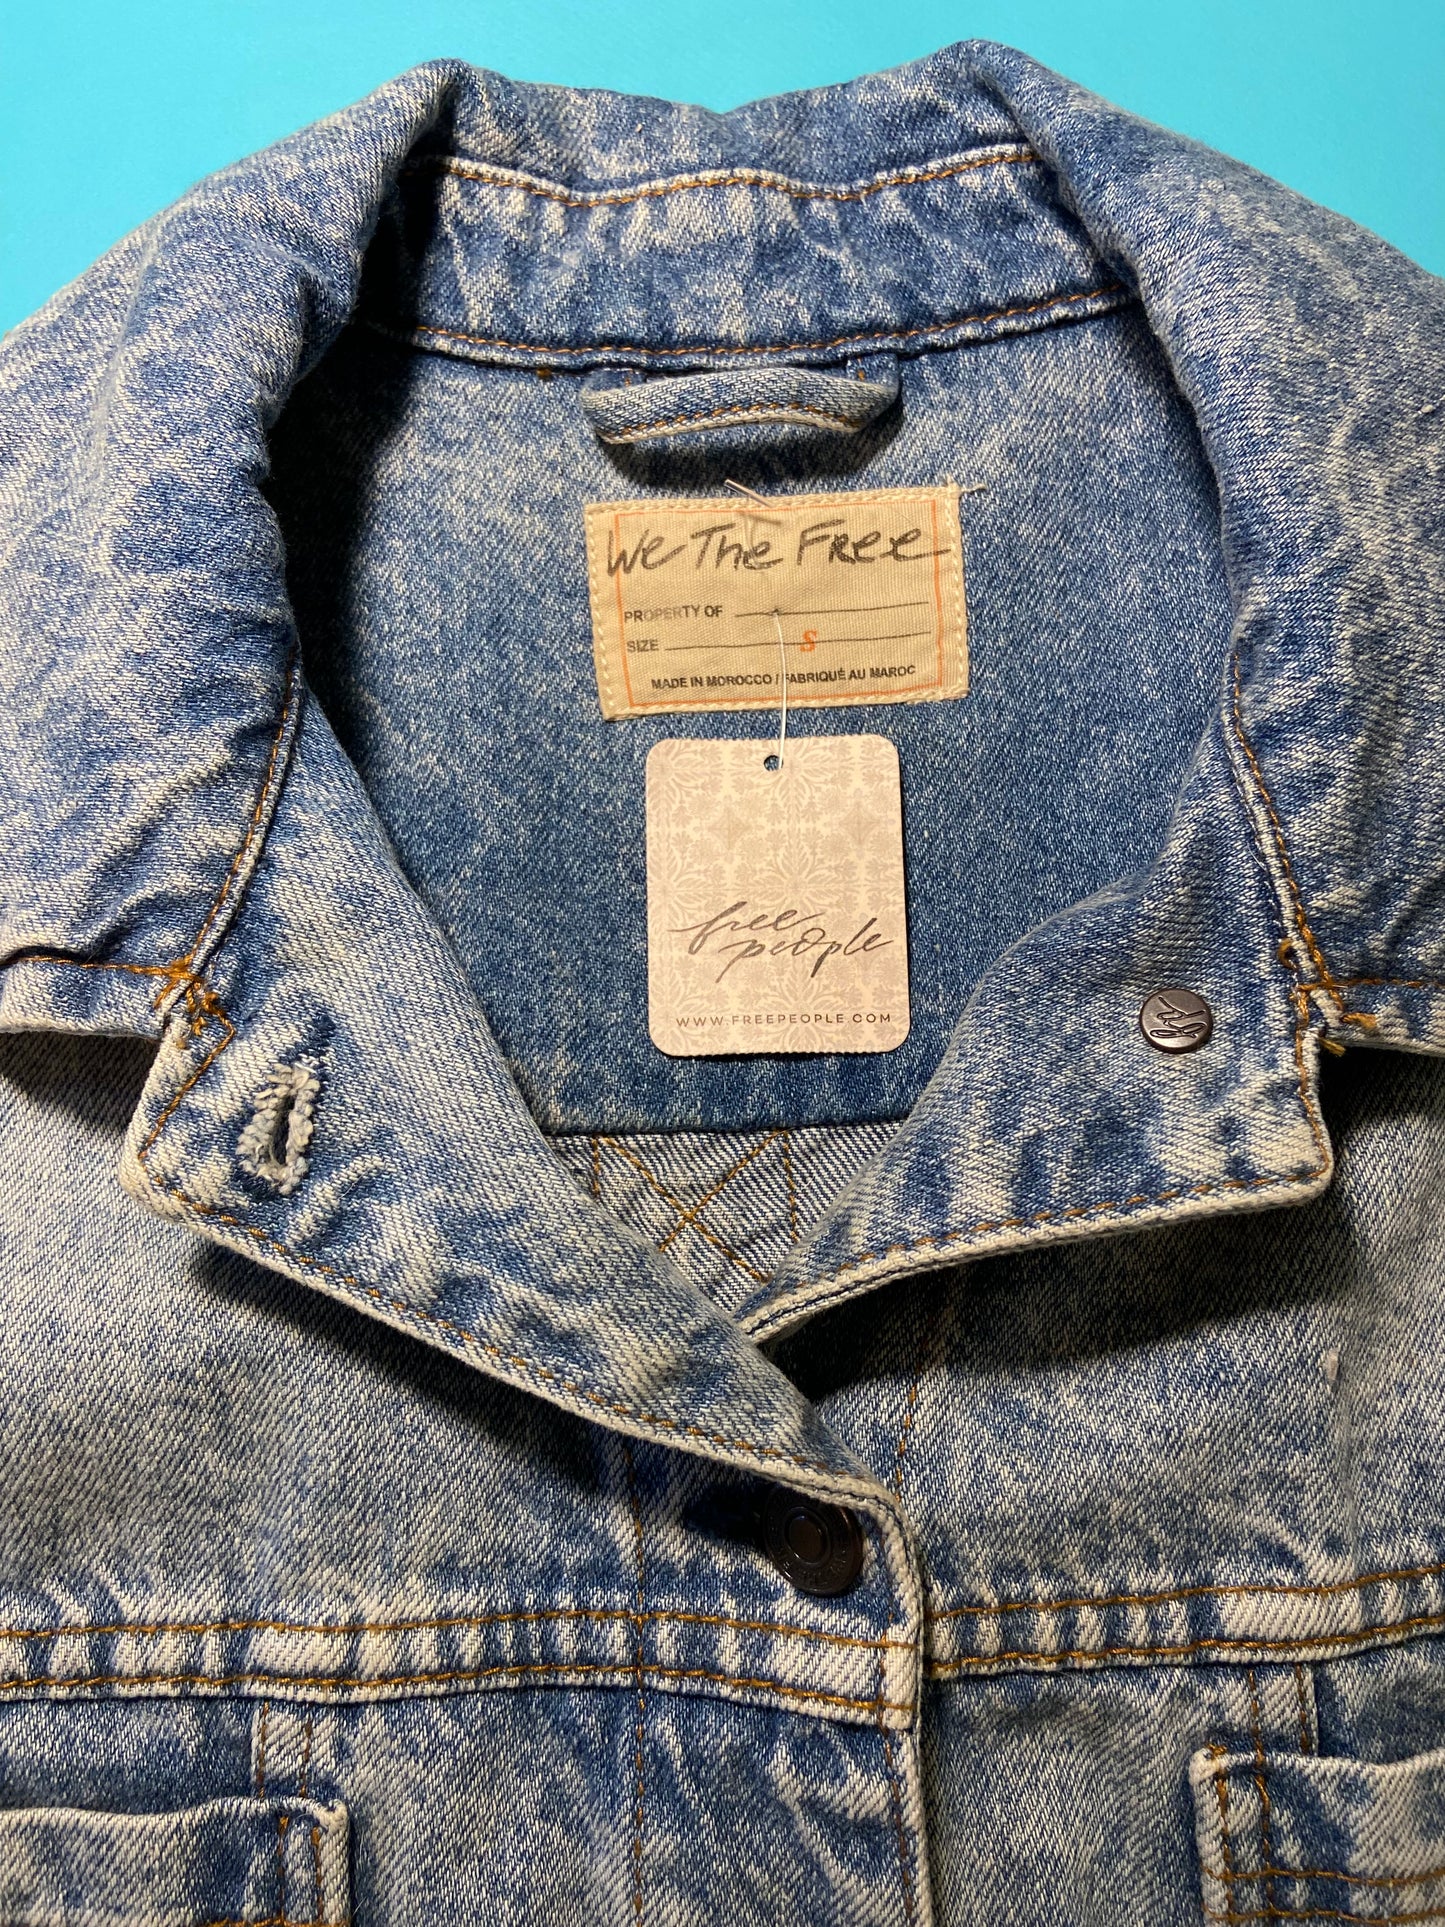 We The Free
PROPERTY OF
SIZE S
MADE IN MOROCCO / FABRIQUÉ AU MAROC
free
people
WWW.FREEPEOPLE.COM